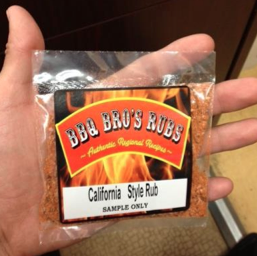 BBQ BRO'S RUBS
~ Authentic Regional Recipes ~
California Style Rub
SAMPLE ONLY